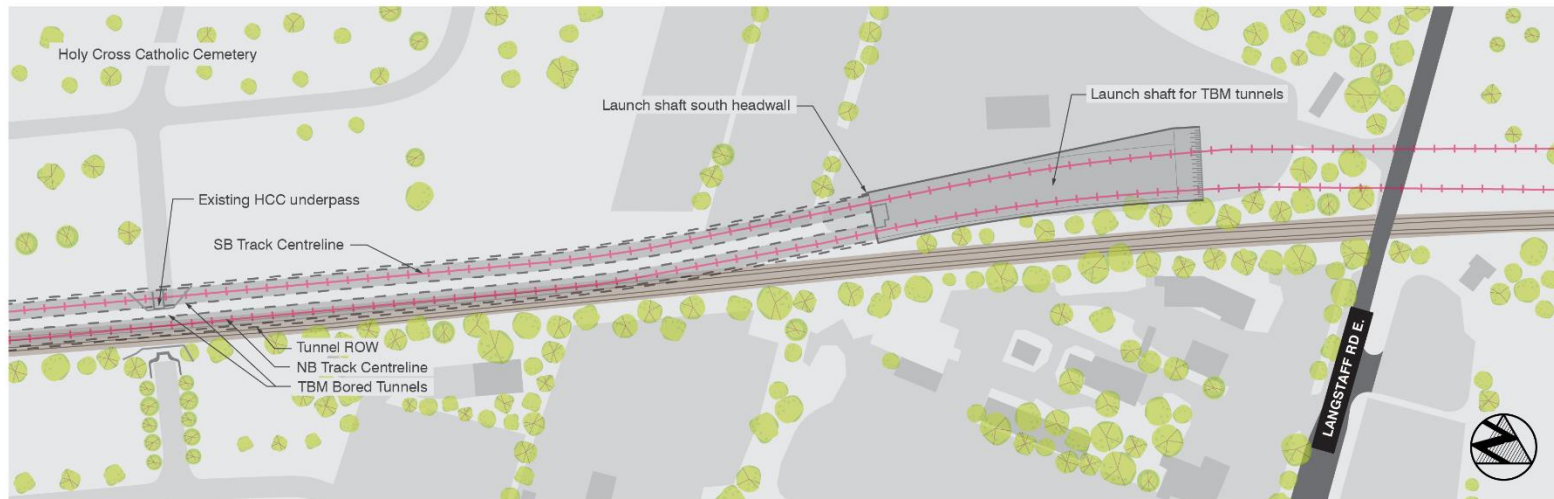 Holy Cross Catholic Cemetery
Launch shaft south headwall
Launch shaft for TBM tunnels
Existing HCC underpass
SB Track Centreline
Tunnel ROW
NB Track Centreline
TBM Bored Tunnels
LANGSTAFF RD E.